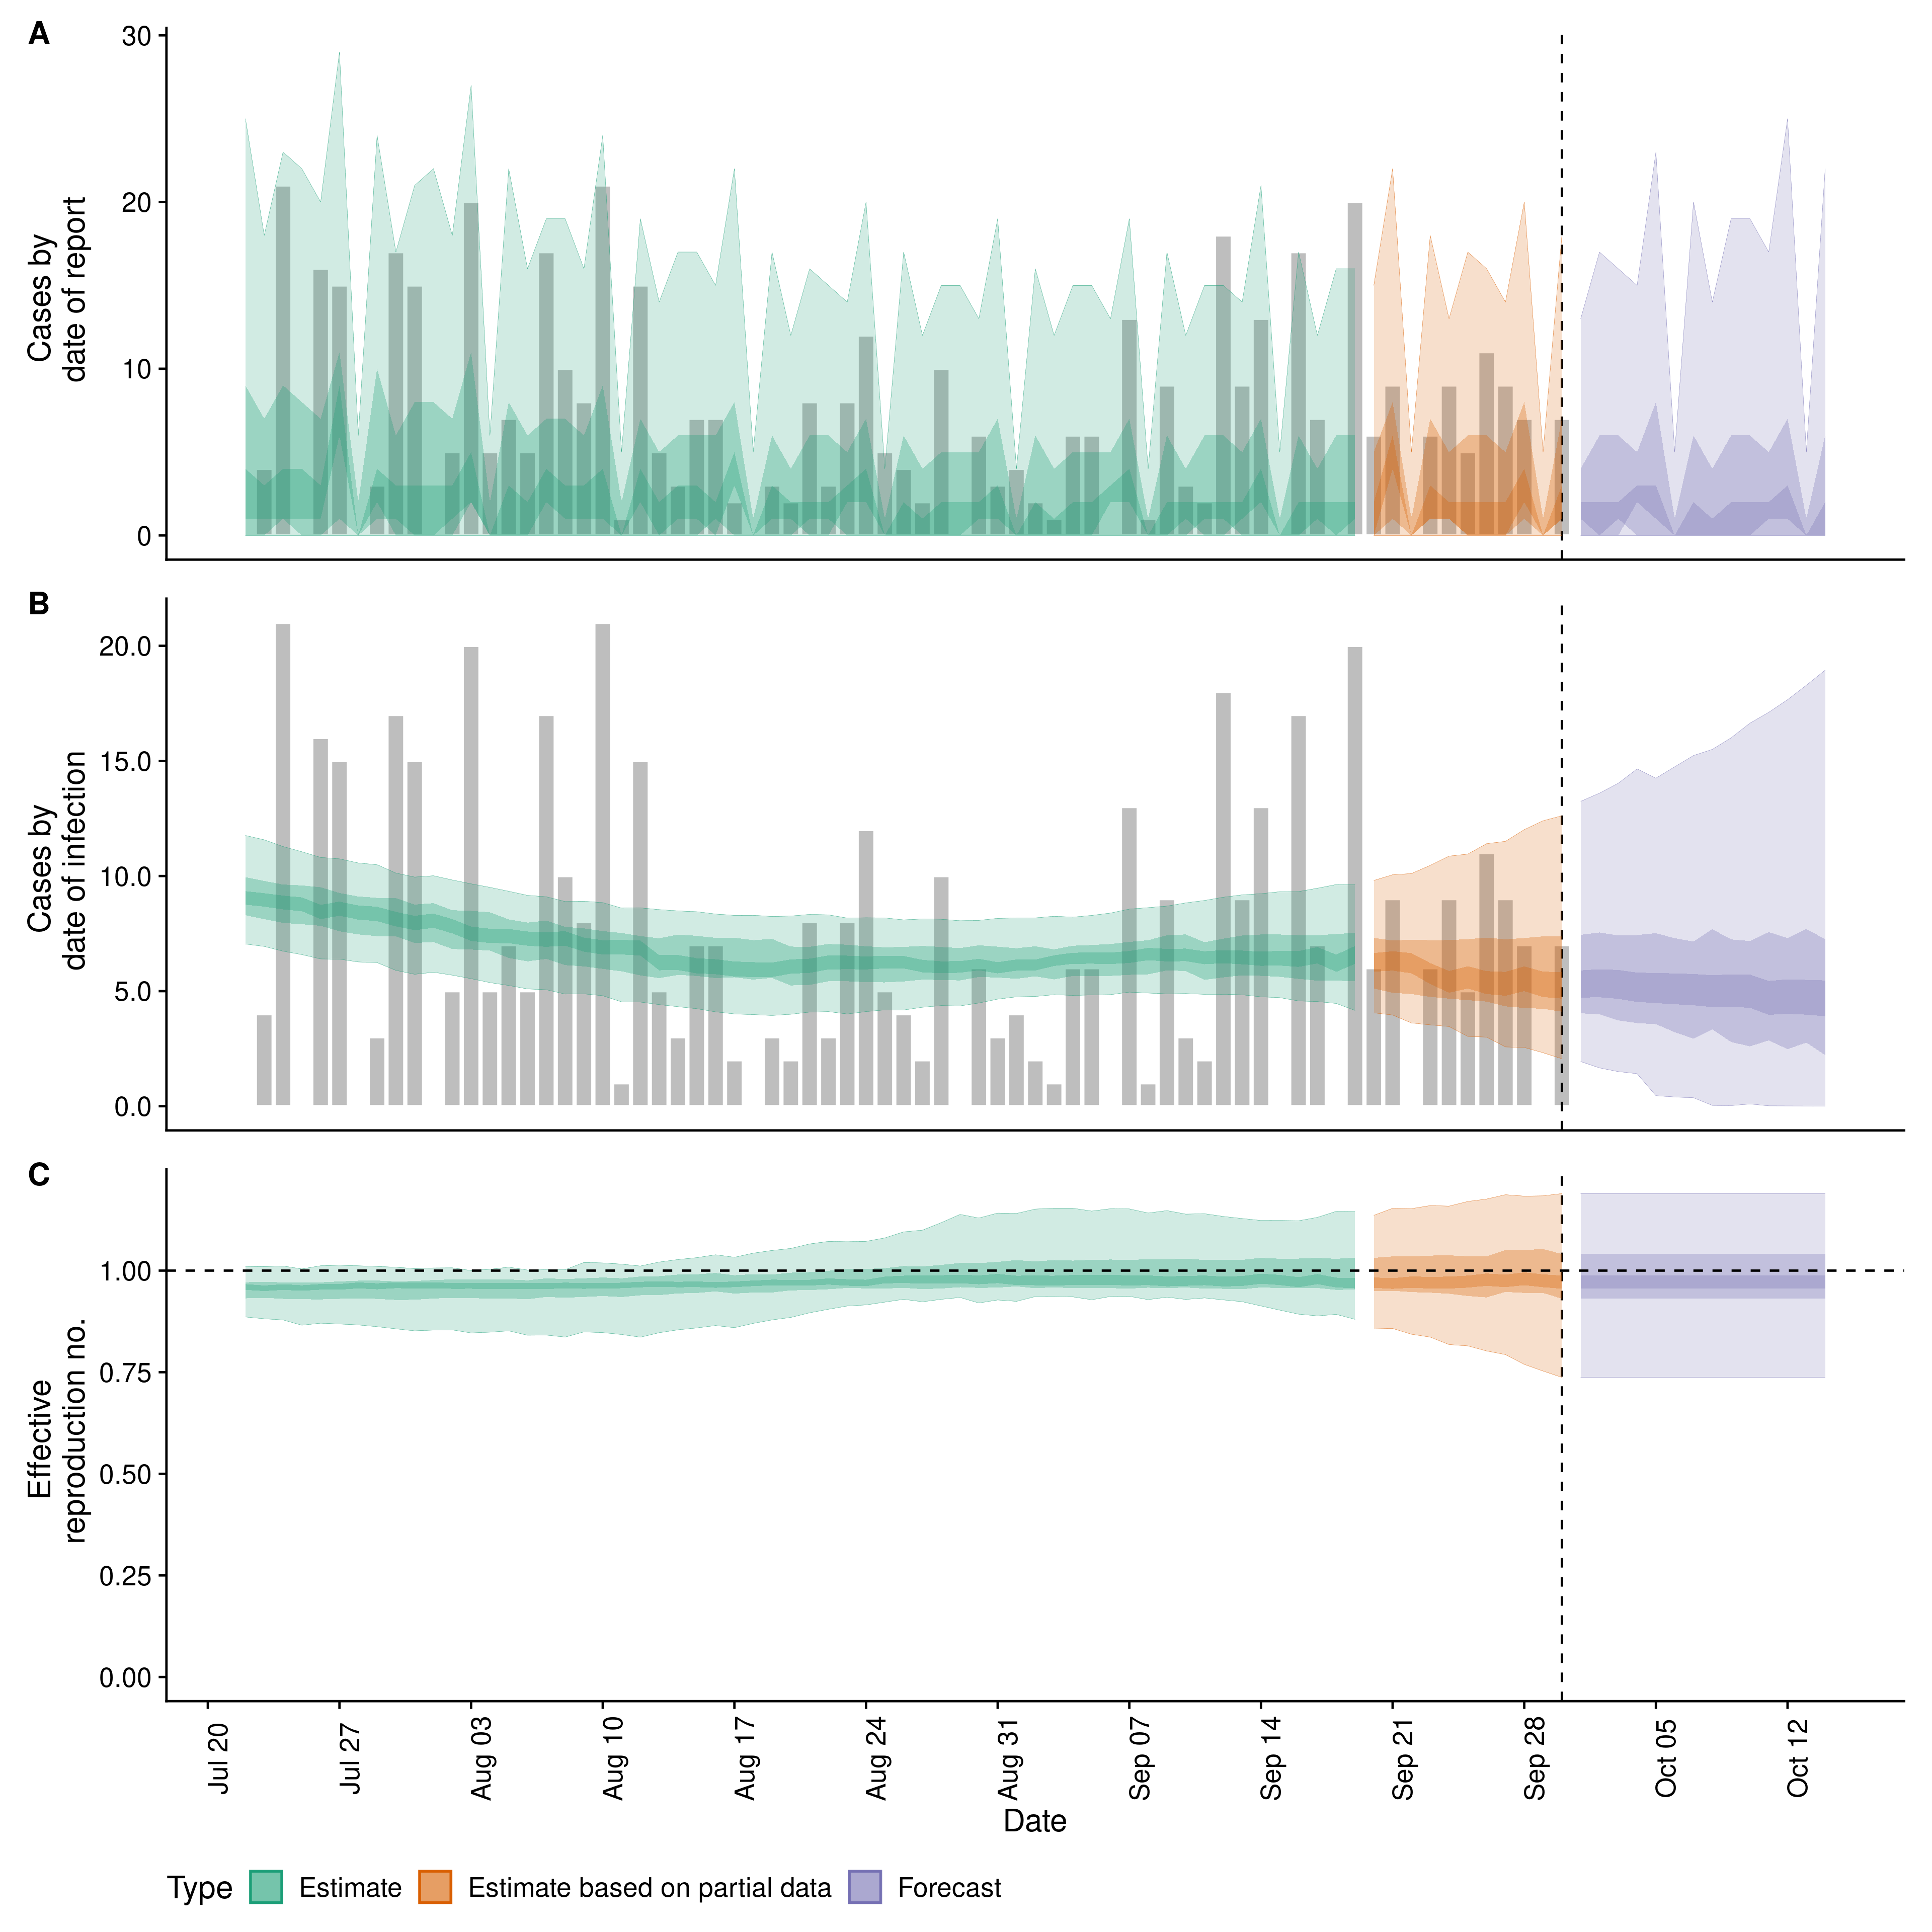 A
30
20
10
0
Cases by
date of report
B
20.0
15.0
10.0
5.0
0.0
Cases by
date of infection
C
1.00
0.75
0.50
0.25
0.00
Effective
reproduction no.
Jul 20
Jul 27
Aug 03
Aug 10
Aug 17
Aug 24
Aug 31
Sep 07
Sep 14
Sep 21
Sep 28
Oct 05
Oct 12
Date
Type Estimate Estimate based on partial data Forecast